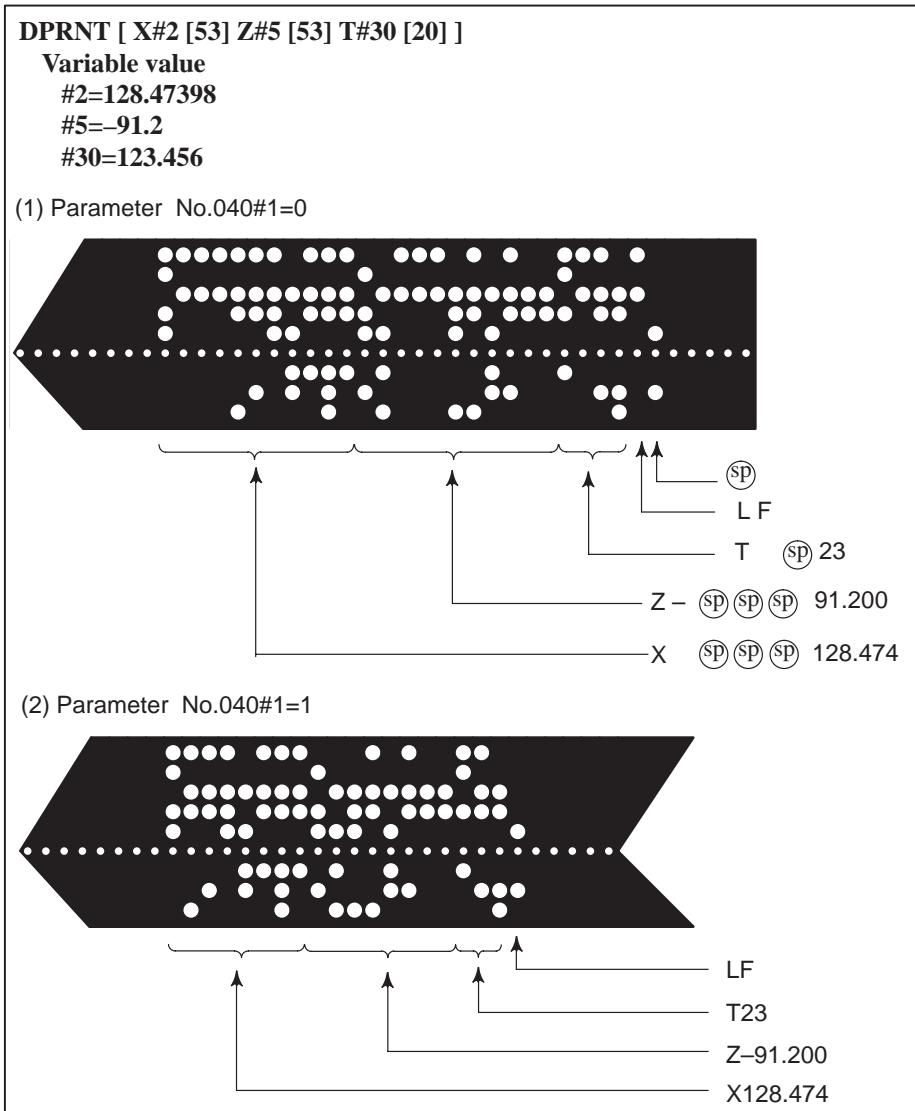 DPRNT [ X#2 [53] Z#5 [53] T#30 [20] ]
Variable value
#2=128.47398
#5=–91.2
#30=123.456
(1) Parameter No.040#1=0
sp
L F
T sp 23
Z – sp sp sp 91.200
X sp sp sp 128.474
(2) Parameter No.040#1=1
LF
T23
Z–91.200
X128.474